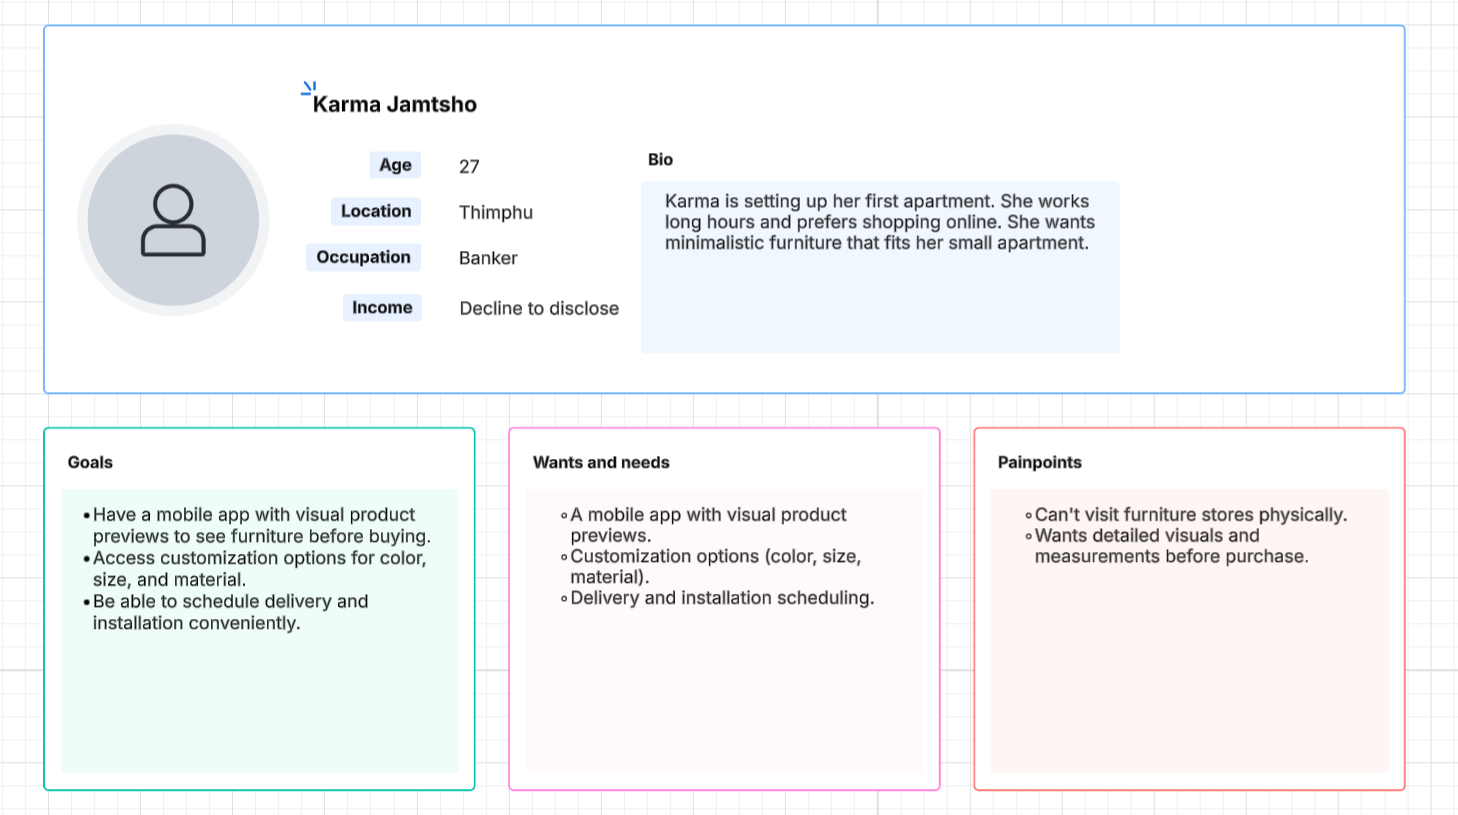 Karma Jamtsho
Age
27
Location
Thimphu
Occupation
Banker
Income
Decline to disclose
Bio
Karma is setting up her first apartment. She works
long hours and prefers shopping online. She wants
minimalistic furniture that fits her small apartment.
Goals
•Have a mobile app with visual product
previews to see furniture before buying.
•Access customization options for color,
size, and material.
•Be able to schedule delivery and
installation conveniently.
Wants and needs
◦A mobile app with visual product
previews.
◦Customization options (color, size,
material).
◦Delivery and installation scheduling.
Painpoints
◦Can't visit furniture stores physically.
◦Wants detailed visuals and
measurements before purchase.